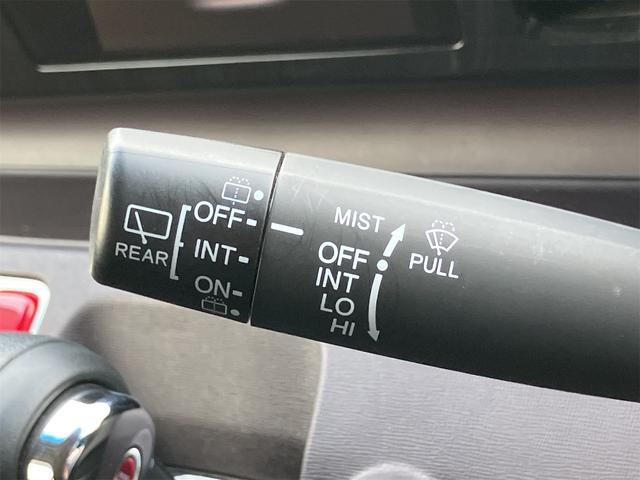 REAR
OFF
INT
ON
MIST
OFF
INT
LO
HI
PULL